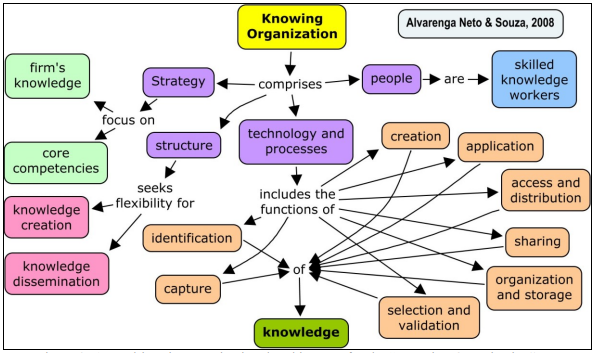 Knowing
Organization
Alvarenga Neto & Souza, 2008
firm's
knowledge
Strategy
comprises
people
are
skilled
knowledge
workers
focus on
structure
technology and
processes
creation
application
core
competencies
seeks
flexibility for
includes the
functions of
access and
distribution
knowledge
creation
identification
sharing
knowledge
dissemination
capture
of
organization
and storage
selection and
validation
knowledge